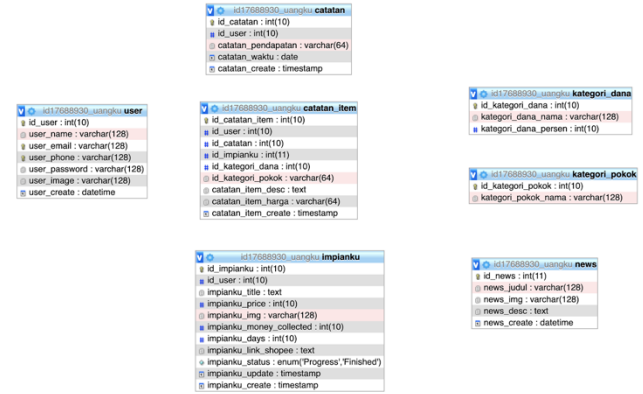 id17688930_uangku catatan
id_catatan : int(10)
id_user : int(10)
catatan_pendapatan : varchar(64)
catatan_waktu : date
catatan_create : timestamp
id17688930_uangku user
id_user : int(10)
user_name : varchar(128)
user_email : varchar(128)
user_phone : varchar(128)
user_password : varchar(128)
user_image : varchar(128)
user_create : datetime
id17688930_uangku catatan_item
id_catatan_item : int(10)
id_user : int(10)
id_catatan : int(10)
id_impianku : int(11)
id_kategori_dana : int(10)
id_kategori_pokok : varchar(64)
catatan_item_desc : text
catatan_item_harga : varchar(64)
catatan_item_create : timestamp
id17688930_uangku kategori_dana
id_kategori_dana : int(10)
kategori_dana_nama : varchar(128)
kategori_dana_persen : int(10)
id17688930_uangku kategori_pokok
id_kategori_pokok : int(10)
kategori_pokok_nama : varchar(128)
id17688930_uangku impianku
id_impianku : int(10)
id_user : int(10)
impianku_title : text
impianku_price : int(10)
impianku_img : varchar(128)
impianku_money_collected : int(10)
impianku_days : int(10)
impianku_link_shopee : text
impianku_status : enum('Progress','Finished')
impianku_update : timestamp
impianku_create : timestamp
id17688930_uangku news
id_news : int(11)
news_judul : varchar(128)
news_img : varchar(128)
news_desc : text
news_create : datetime